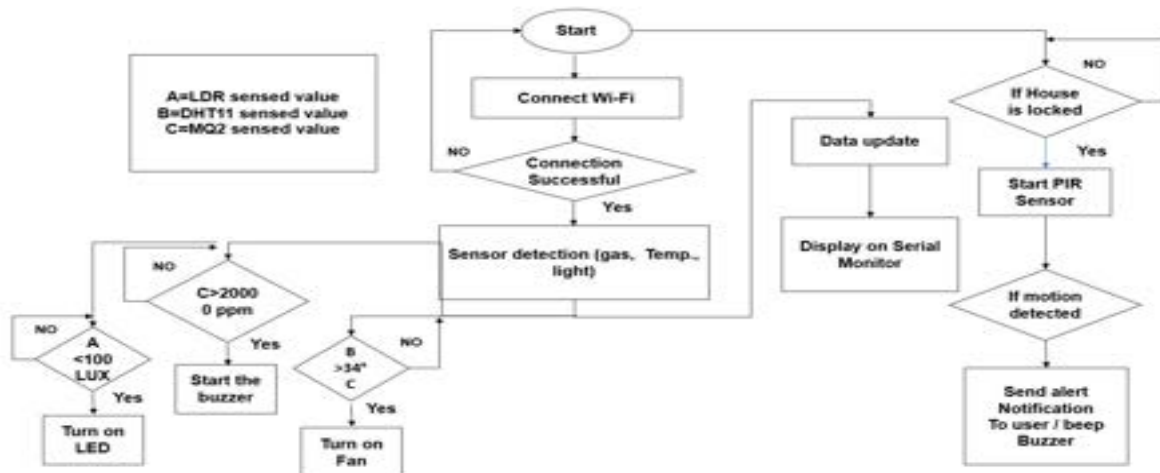 Start
A=LDR sensed value
B=DHT11 sensed value
C=MQ2 sensed value
Connect Wi-Fi
NO
Connection
Successful
Yes
Sensor detection (gas, Temp.,
light)
NO
C>2000
0 ppm
Yes
Start the
buzzer
NO
A
<100
LUX
Yes
Turn on
LED
B
>34°
C
NO
Yes
Turn on
Fan
Data update
Display on Serial
Monitor
If House
is locked
NO
Yes
Start PIR
Sensor
If motion
detected
Send alert
Notification
To user / beep
Buzzer